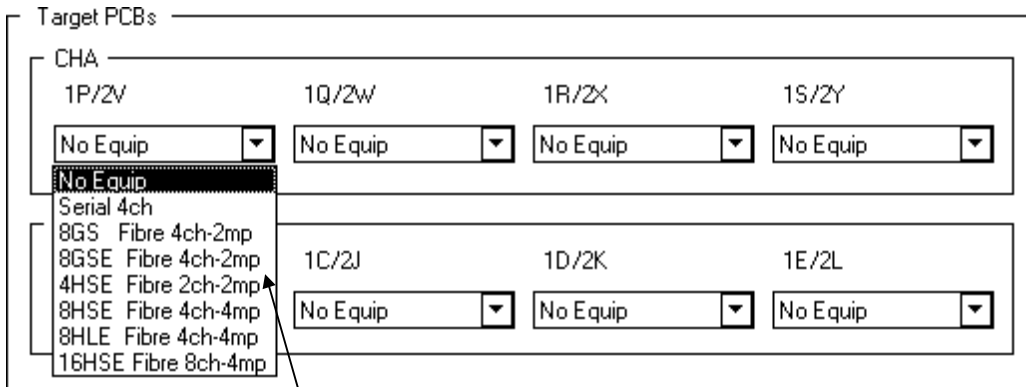 Target PCBs
CHA
1P/2V 1Q/2W 1R/2X 1S/2Y
No Equip No Equip No Equip No Equip
No Equip
Serial 4ch
8GS Fibre 4ch-2mp
8GSE Fibre 4ch-2mp
4HSE Fibre 2ch-2mp
8HSE Fibre 4ch-4mp
8HLE Fibre 4ch-4mp
16HSE Fibre 8ch-4mp
1C/2J 1D/2K 1E/2L
No Equip No Equip No Equip